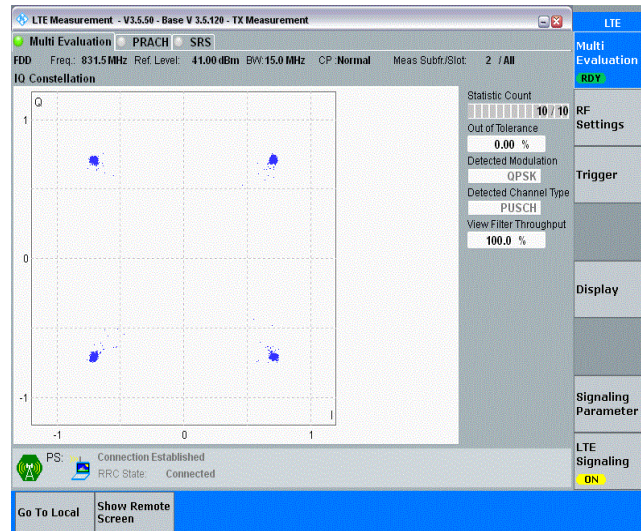 LTE Measurement - V3.5.50 - Base V 3.5.120 - TX Measurement
LTE
Multi Evaluation PRACH SRS
Multi
Evaluation
RDY
FDD Freq.: 831.5 MHz Ref. Level: 41.00 dBm BW: 15.0 MHz CP: Normal Meas Subfr./Slot: 2 / All
IQ Constellation
Statistic Count
10 / 10
Out of Tolerance
0.00 %
Detected Modulation
QPSK
Detected Channel Type
PUSCH
View Filter Throughput
100.0 %
RF
Settings
Trigger
Display
Signaling
Parameter
LTE
Signaling
ON
Q
1
0
-1
I
-1 0 1
PS: Connection Established
RRC State: Connected
Go To Local
Show Remote
Screen